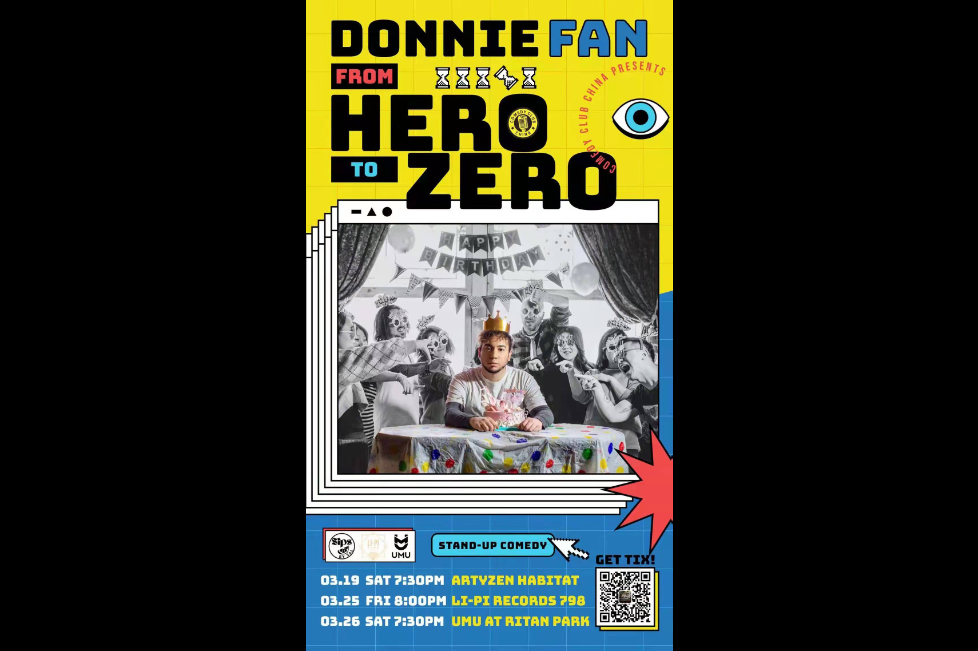 DONNIE FAN
FROM
HERO
COMEDY CLUB CHINA PRESENTS
TO
ZERO
HAPPY
BIRTHDAY
Sips
UMU
STAND-UP COMEDY
GET TIX!
03.19 SAT 7:30PM ARTYZEN HABITAT
03.25 FRI 8:00PM LI-PI RECORDS 798
03.26 SAT 7:30PM UMU AT RITAN PARK